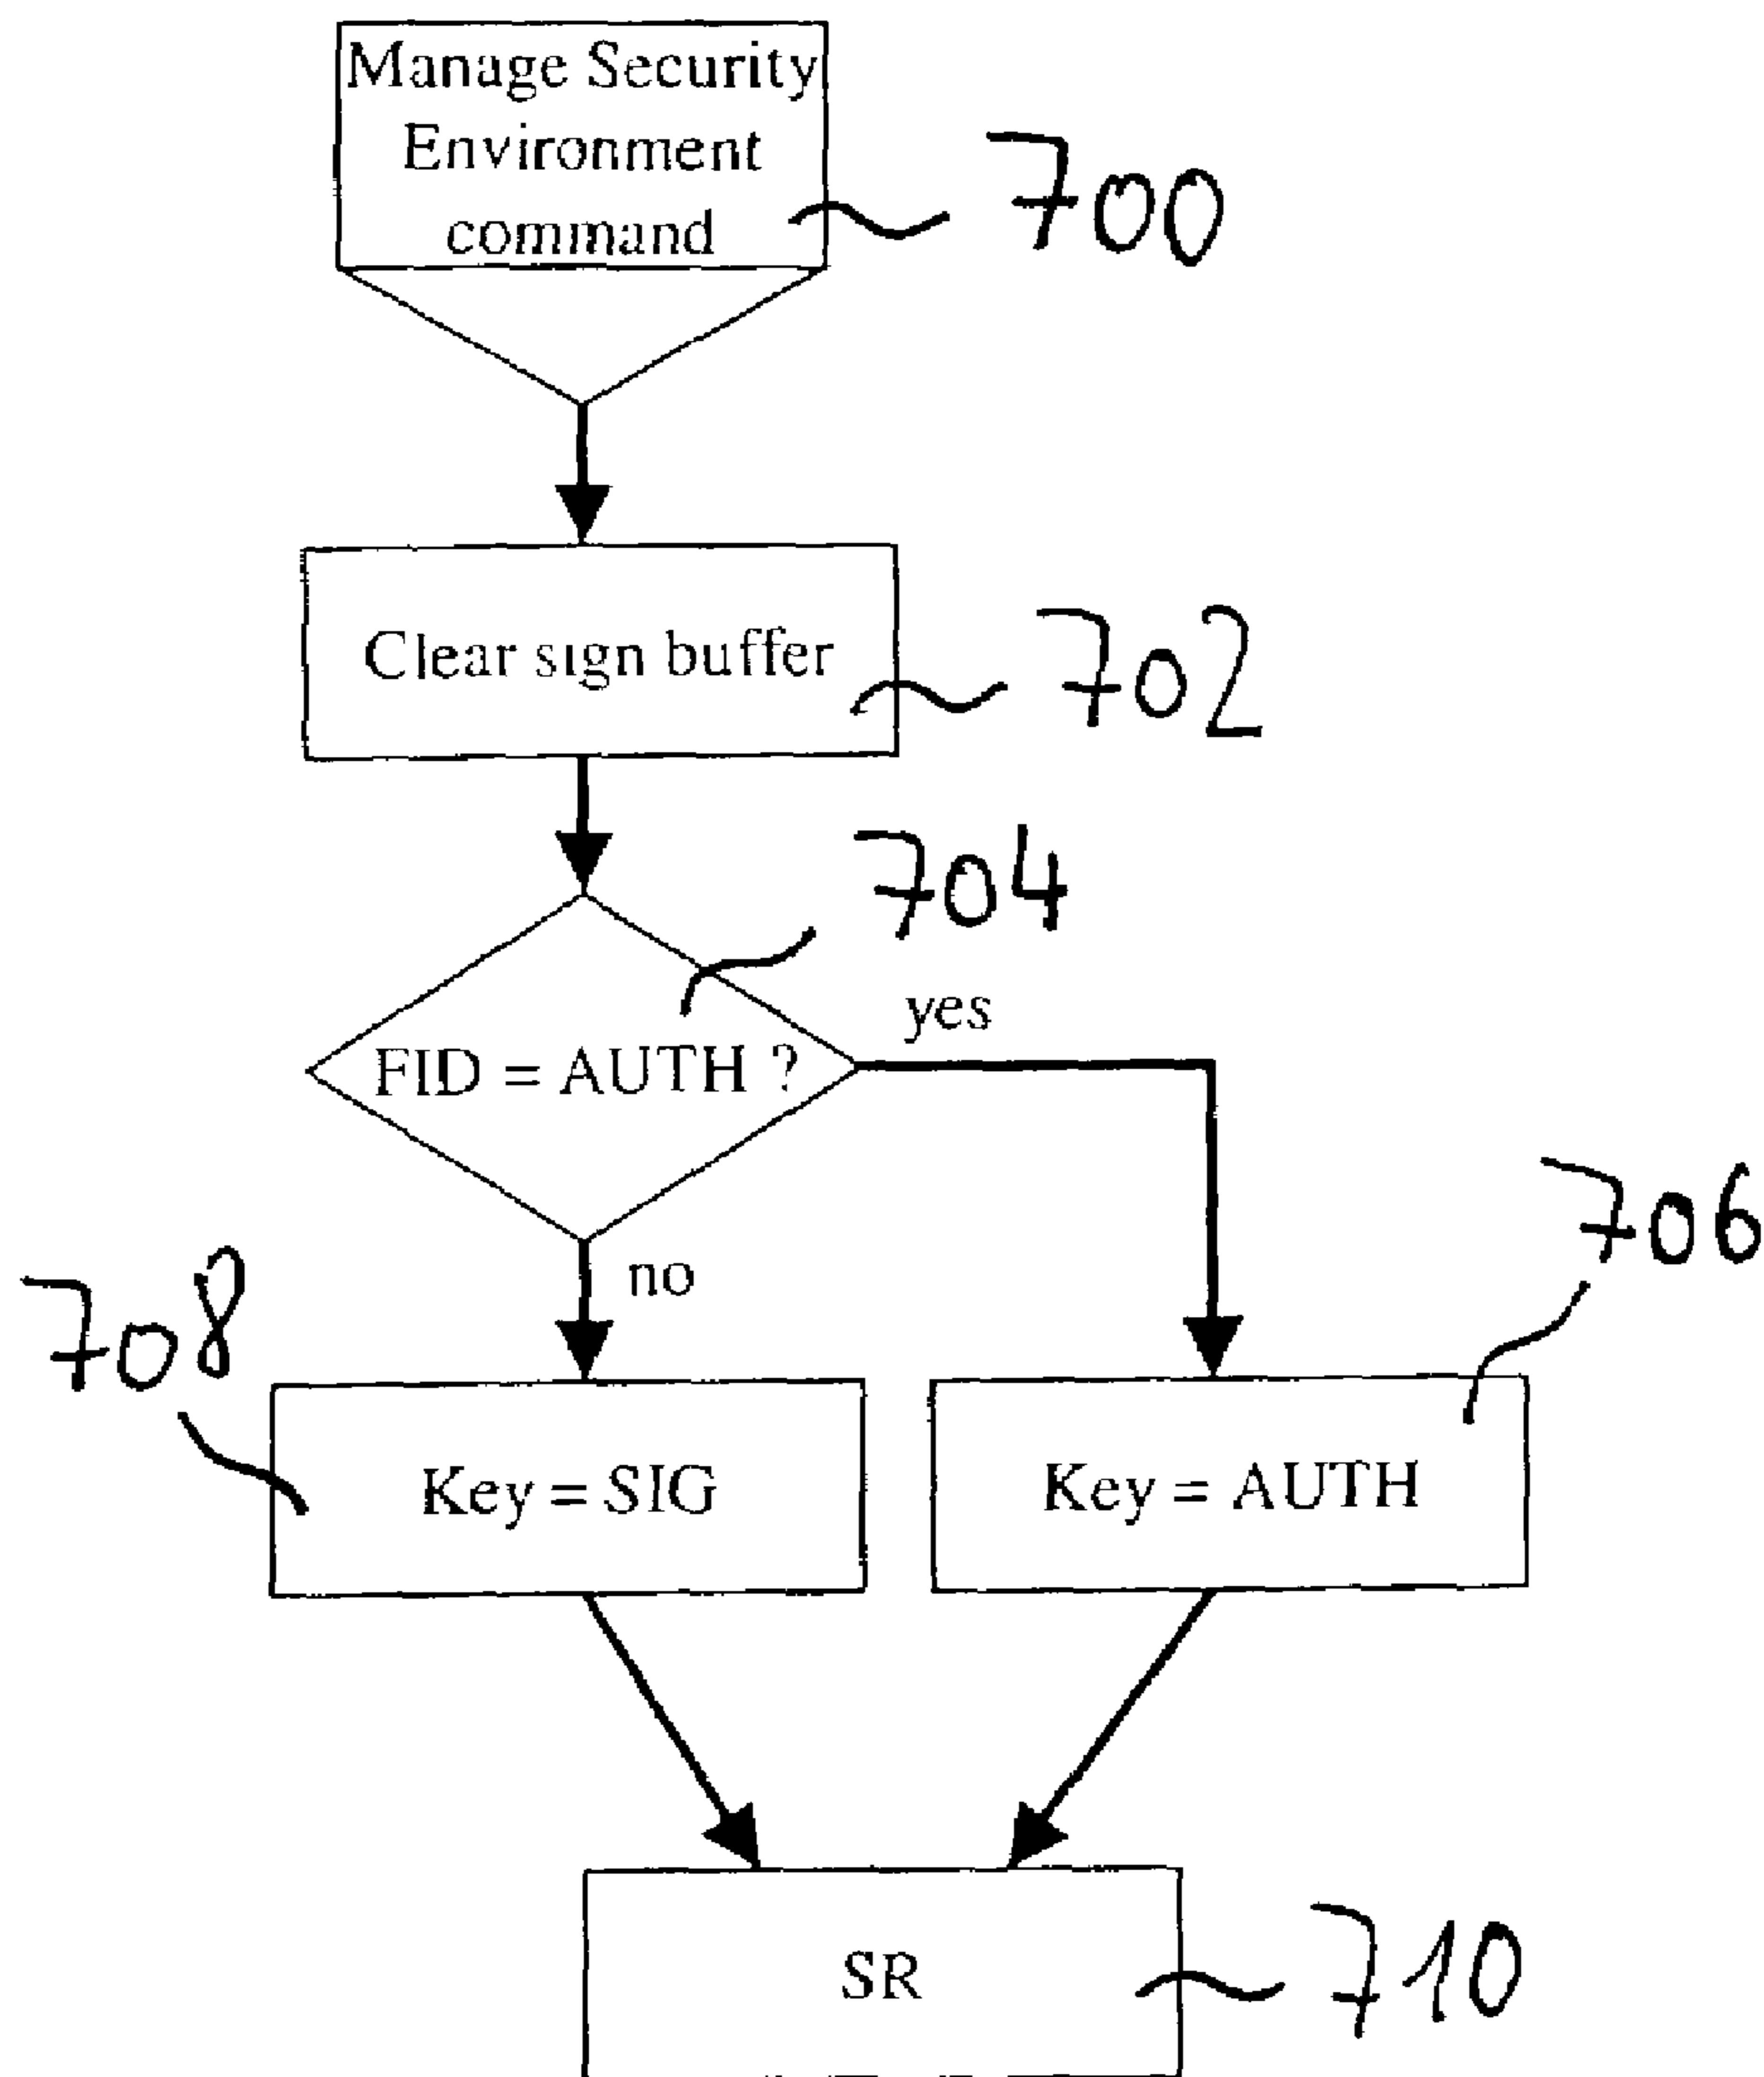 Manage Security
Environment
command
700
Clear sign buffer
702
704
FID = AUTH ?
yes
no
706
708
Key = SIG
Key = AUTH
SR
710